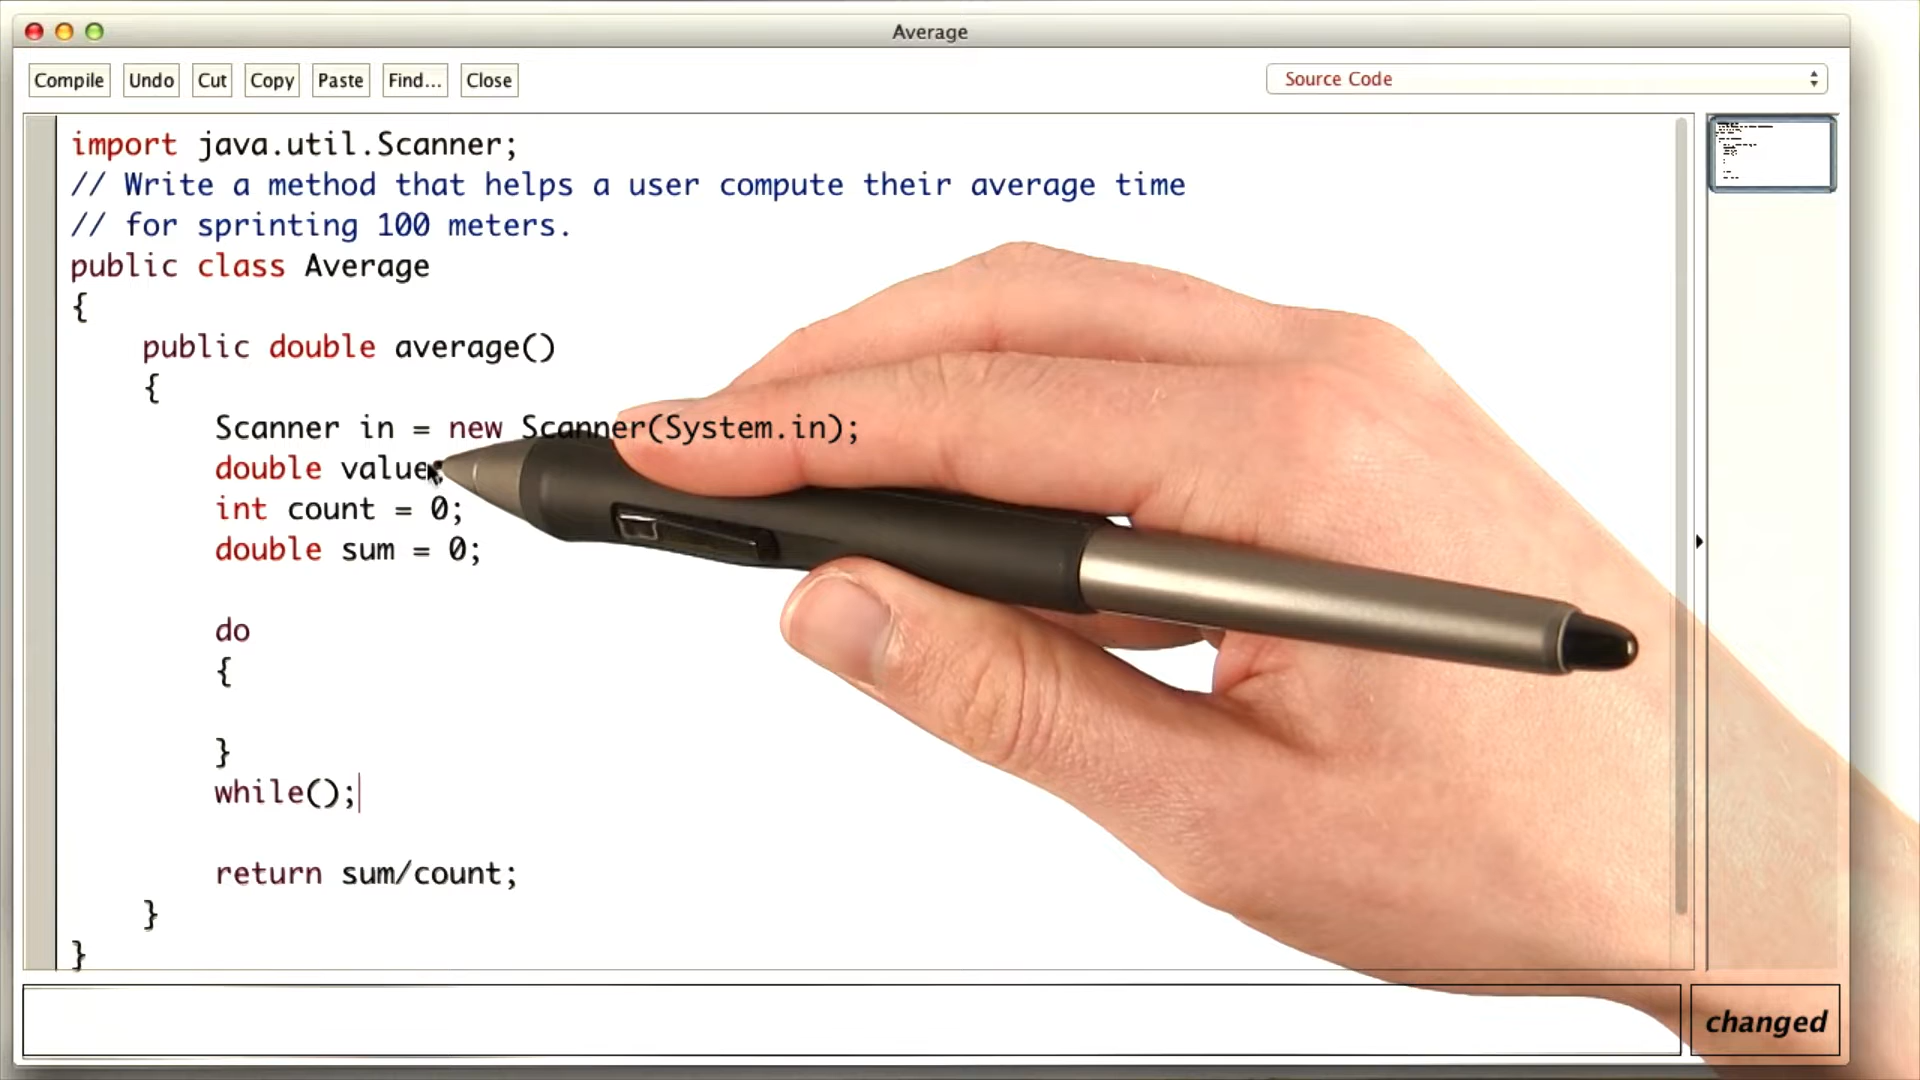 Average
Compile Undo Cut Copy Paste Find... Close Source Code
import java.util.Scanner;
// Write a method that helps a user compute their average time
// for sprinting 100 meters.
public class Average
{
public double average()
{
Scanner in = new Scanner(System.in);
double value;
int count = 0;
double sum = 0;
do
{
}
while();
return sum/count;
}
}
changed